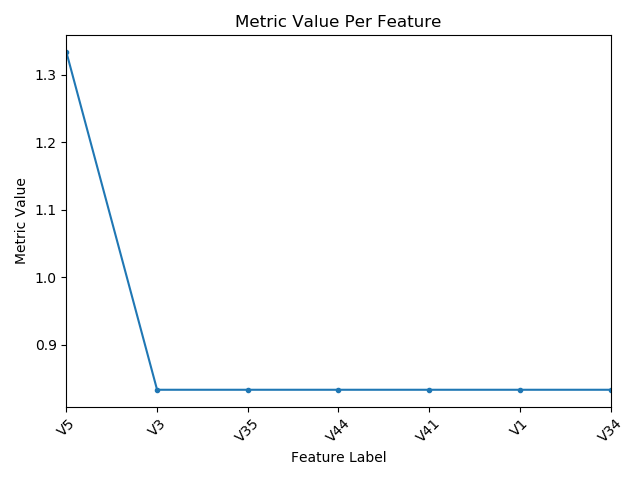 Metric Value Per Feature
1.3
1.2
1.1
1.0
0.9
Metric Value
V5
V3
V35
V44
V41
V1
V34
Feature Label